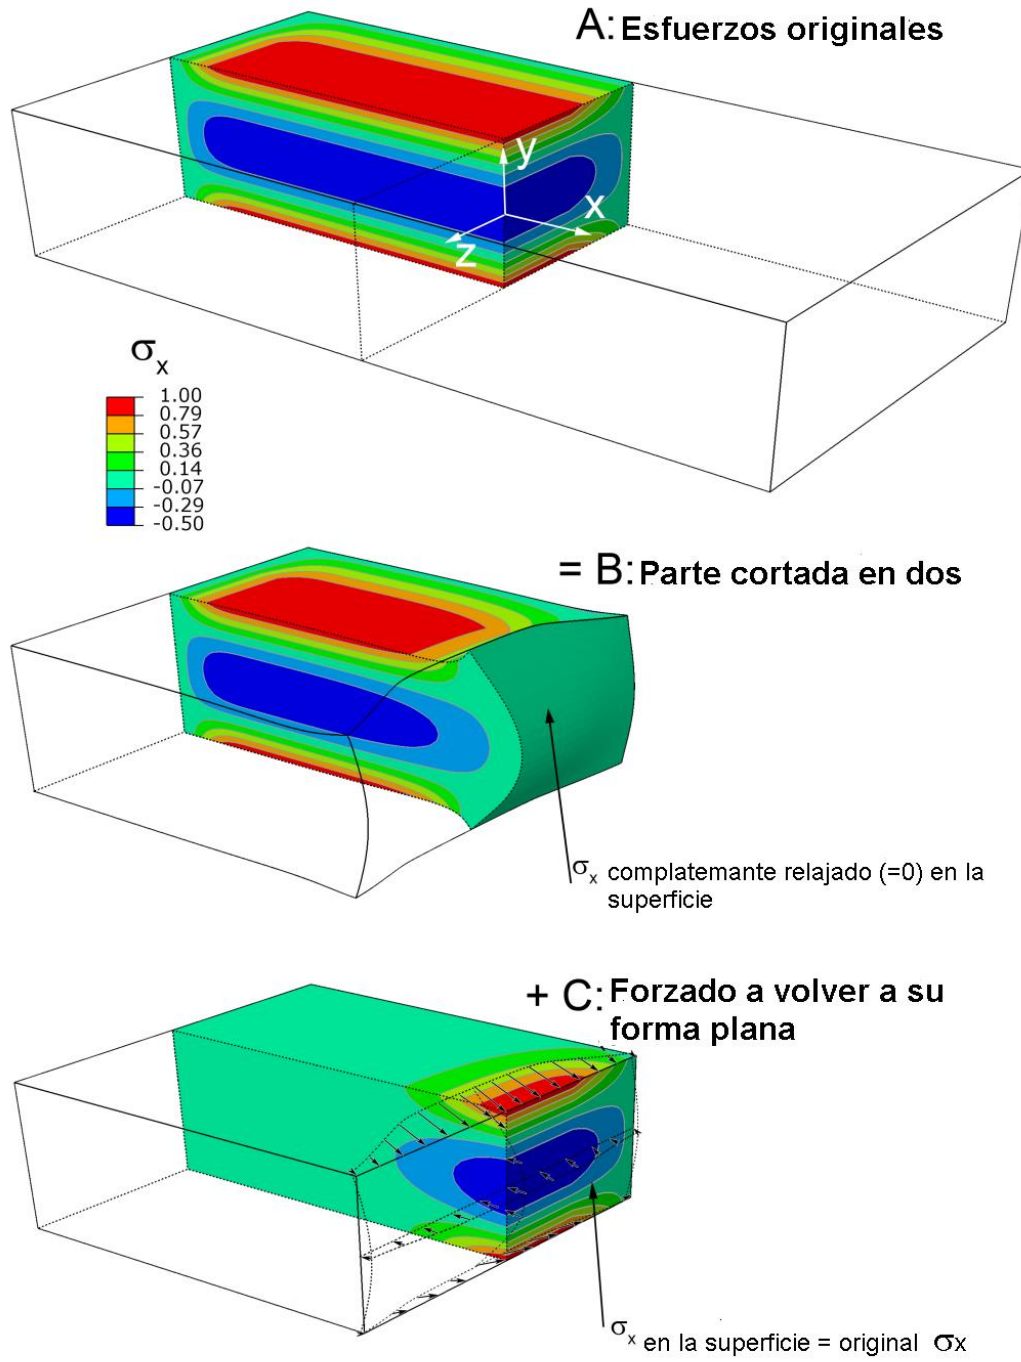 A: Esfuerzos originales
y
x
z
σx
1.00
0.79
0.57
0.36
0.14
-0.07
-0.29
-0.50
= B: Parte cortada en dos
σx complatemante relajado (=0) en la
superficie
+ C: Forzado a volver a su
forma plana
σx en la superficie = original σx